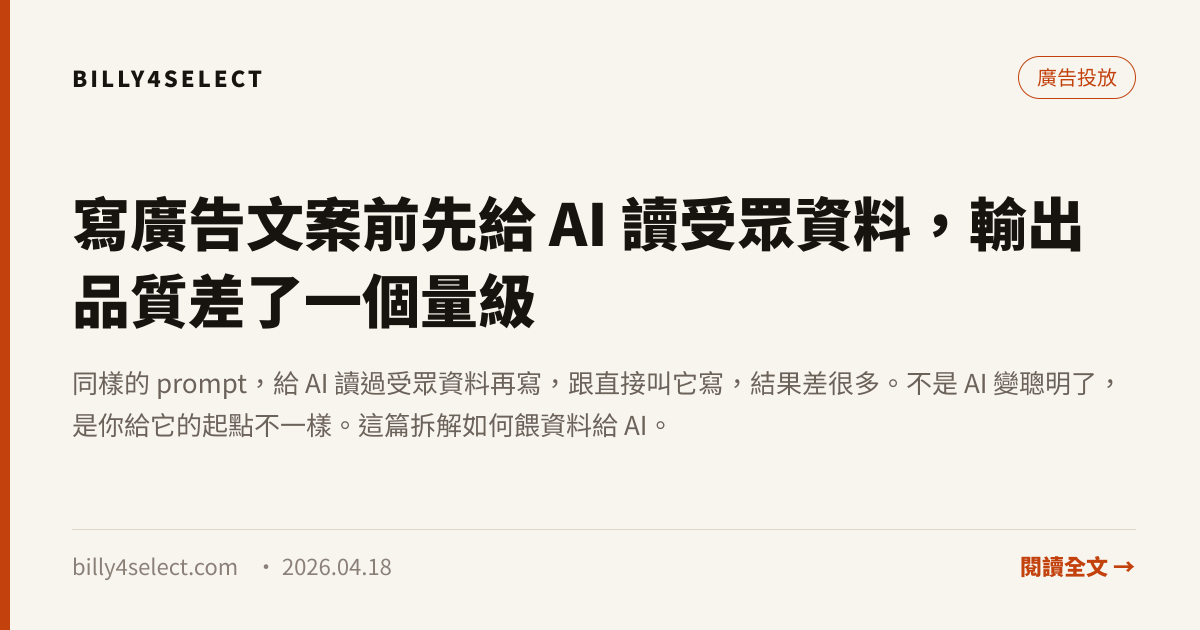 BILLY4SELECT
廣告投放
寫廣告文案前先給 AI 讀受眾資料，輸出
品質差了一個量級
同樣的 prompt，給 AI 讀過受眾資料再寫，跟直接叫它寫，結果差很多。不是 AI 變聰明了，
是你給它的起點不一樣。這篇拆解如何餵資料給 AI。
billy4select.com • 2026.04.18
閱讀全文 →